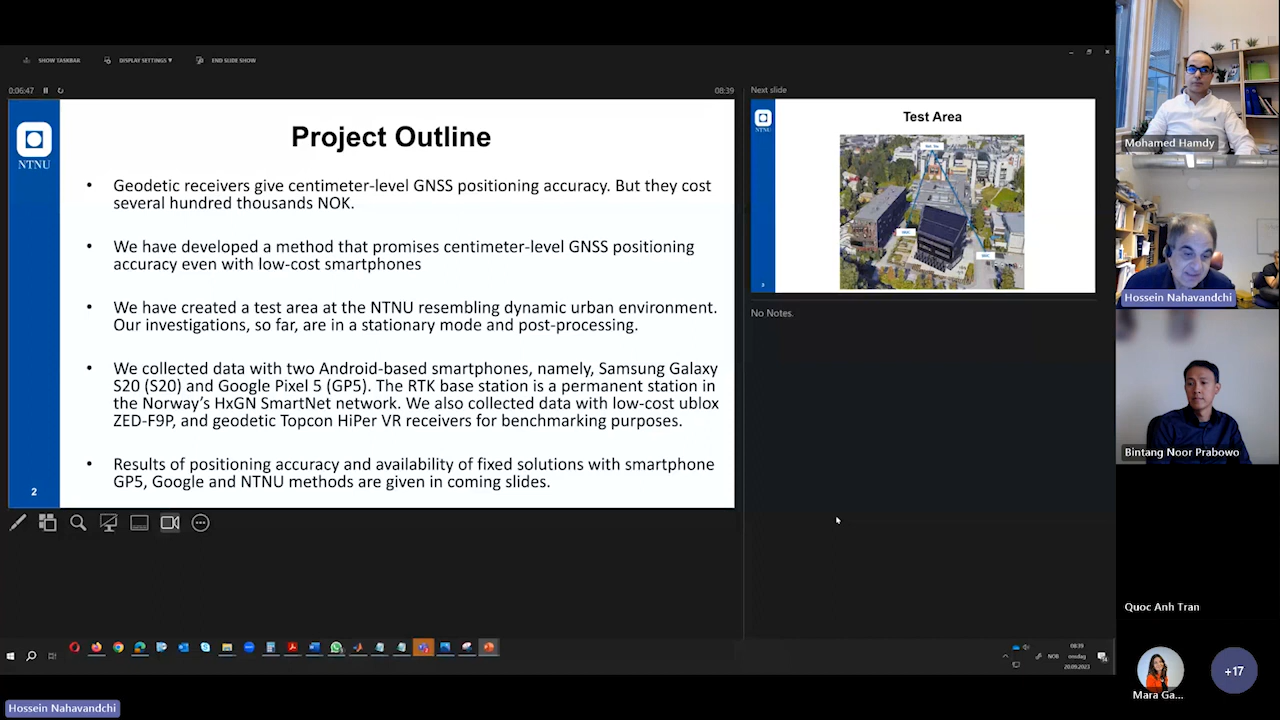 SHOW TASKBAR
DISPLAY SETTINGS ▼
END SLIDE SHOW
0:06:47
08:39
NTNU
Project Outline
• Geodetic receivers give centimeter-level GNSS positioning accuracy. But they cost
several hundred thousands NOK.
• We have developed a method that promises centimeter-level GNSS positioning
accuracy even with low-cost smartphones
• We have created a test area at the NTNU resembling dynamic urban environment.
Our investigations, so far, are in a stationary mode and post-processing.
• We collected data with two Android-based smartphones, namely, Samsung Galaxy
S20 (S20) and Google Pixel 5 (GP5). The RTK base station is a permanent station in
the Norway's HxGN SmartNet network. We also collected data with low-cost ublox
ZED-F9P, and geodetic Topcon HiPer VR receivers for benchmarking purposes.
• Results of positioning accuracy and availability of fixed solutions with smartphone
GP5, Google and NTNU methods are given in coming slides.
2
Next slide
NTNU
Test Area
3
No Notes.
Mohamed Hamdy
Hossein Nahavandchi
Bintang Noor Prabowo
Quoc Anh Tran
Mara Ga...
+17
NOR
08:39
onsdag
20.09.2023
Hossein Nahavandchi